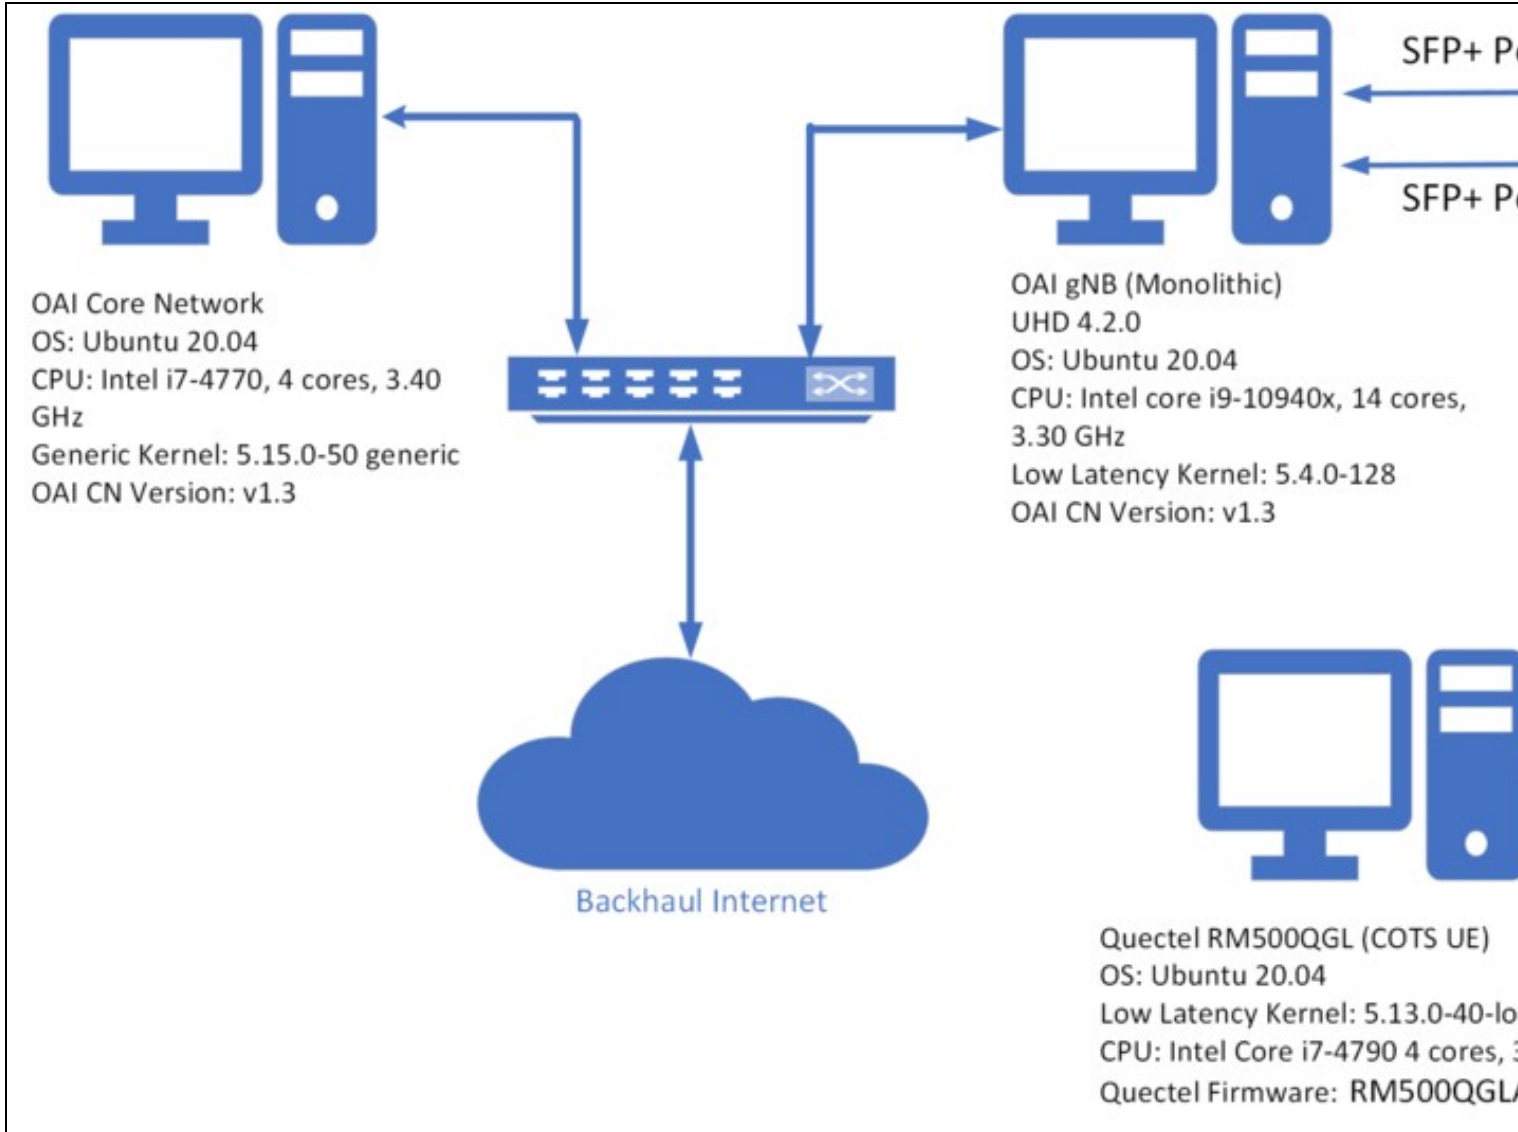 SFP+
SFP+
OAI Core Network
OS: Ubuntu 20.04
CPU: Intel i7-4770, 4 cores, 3.40
GHz
Generic Kernel: 5.15.0-50 generic
OAI CN Version: v1.3
OAI gNB (Monolithic)
UHD 4.2.0
OS: Ubuntu 20.04
CPU: Intel core i9-10940x, 14 cores,
3.30 GHz
Low Latency Kernel: 5.4.0-128
OAI CN Version: v1.3
Backhaul Internet
Quectel RM500QGL (COTS UE)
OS: Ubuntu 20.04
Low Latency Kernel: 5.13.0-40-lo
CPU: Intel Core i7-4790 4 cores,
Quectel Firmware: RM500QGL